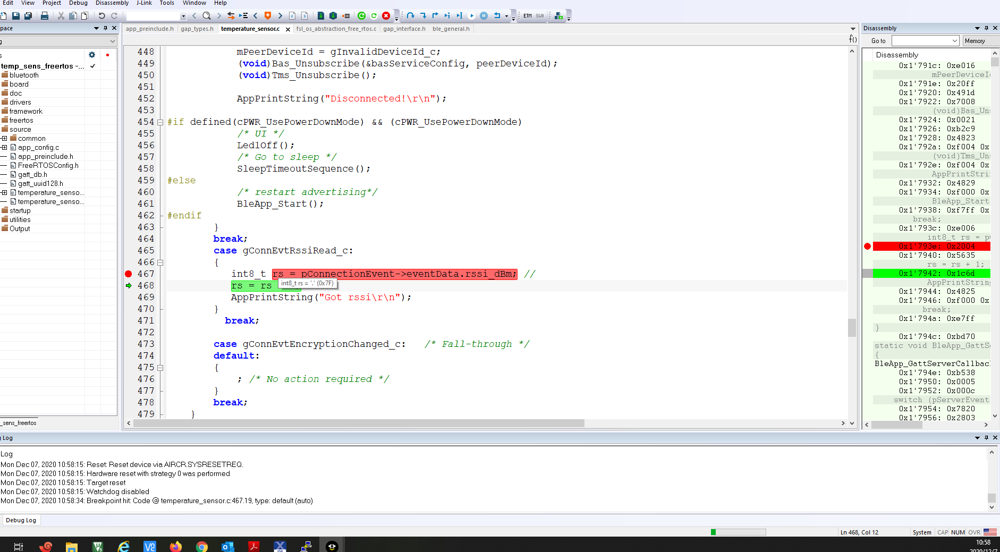 Edit View Project Debug Disassembly J-Link Tools Window Help
ETM SWO
pace
app_preinclude.h gap_types.h temperature_sensor.c fsl_os_abstraction_free_rtos.c gap_interface.h ble_general.h
f()
g
s
temp_sens_freertos -...
bluetooth
board
doc
drivers
framework
freertos
source
common
app_config.c
app_preinclude.h
FreeRTOSConfig.h
gatt_db.h
gatt_uuid128.h
temperature_senso...
temperature_senso...
startup
utilities
Output
_sens_freertos
448 mPeerDeviceId = gInvalidDeviceId_c;
449 (void)Bas_Unsubscribe(&basServiceConfig, peerDeviceId);
450 (void)Tms_Unsubscribe();
451
452 AppPrintString("Disconnected!\r\n");
453
454 #if defined(cPWR_UsePowerDownMode) && (cPWR_UsePowerDownMode)
455 /* UI */
456 Led1Off();
457 /* Go to sleep */
458 SleepTimeoutSequence();
459 #else
460 /* restart advertising*/
461 BleApp_Start();
462 #endif
463 }
464 break;
465 case gConnEvtRssiRead_c:
466 {
467 int8_t rs = pConnectionEvent->eventData.rssi_dBm; //
468 rs = rs
int8_t rs = '.' (0x7F)
469 AppPrintString("Got rssi\r\n");
470 }
471 break;
472
473 case gConnEvtEncryptionChanged_c: /* Fall-through */
474 default:
475 {
476 ; /* No action required */
477 }
478 break;
479 }
Disassembly
Go to Memory
Disassembly
0x1'791c: 0xe016
mPeerDeviceId
0x1'791e: 0x20ff
0x1'7920: 0x491d
0x1'7922: 0x7008
(void)Bas_Uns
0x1'7924: 0x0021
0x1'7926: 0xb2c9
0x1'7928: 0x4823
0x1'792a: 0xf004 0x
(void)Tms_Uns
0x1'792e: 0xf004 0x
AppPrintStri
0x1'7932: 0x4829
0x1'7934: 0xf000 0x
BleApp_Start
0x1'7938: 0xf7ff 0x
break;
0x1'793c: 0xe006
int8_t rs = pC
0x1'793e: 0x2004
0x1'7940: 0x5635
rs = rs + 1;
0x1'7942: 0x1c6d
AppPrintString
0x1'7944: 0x4825
0x1'7946: 0xf000 0x
break;
0x1'794a: 0xe7ff
}
0x1'794c: 0xbd70
static void BleApp_GattS
{
BleApp_GattServerCallbac
0x1'794e: 0xb538
0x1'7950: 0x0005
0x1'7952: 0x000c
switch (pServerEvent
0x1'7954: 0x7820
0x1'7956: 0x2803
g Log
Log
Mon Dec 07, 2020 10:58:15: Reset: Reset device via AIRCR.SYSRESETREQ.
Mon Dec 07, 2020 10:58:15: Hardware reset with strategy 0 was performed
Mon Dec 07, 2020 10:58:15: Target reset
Mon Dec 07, 2020 10:58:15: Watchdog disabled
Mon Dec 07, 2020 10:58:34: Breakpoint hit: Code @ temperature_sensor.c:467.19, type: default (auto)
Debug Log
Ln 468, Col 12 System CAP NUM OVR
10:58
2020/12/7